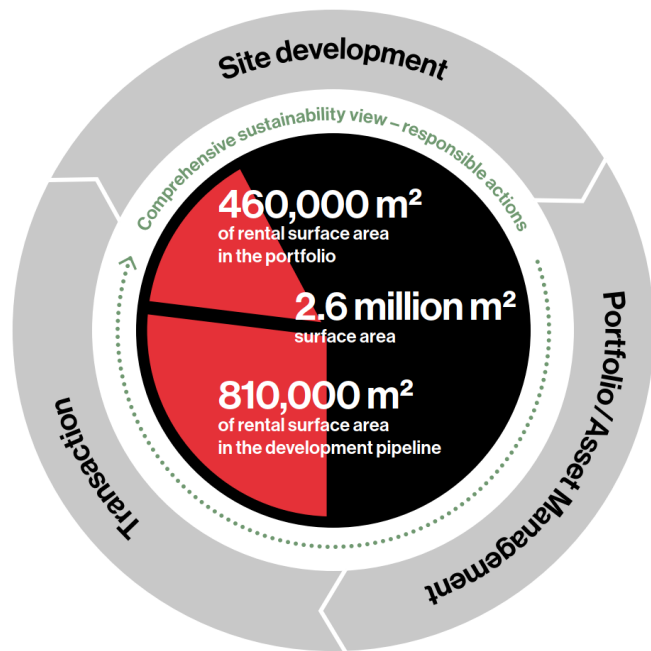 Site development
Comprehensive sustainability view – responsible actions
460,000 m²
of rental surface area
in the portfolio
2.6 million m²
surface area
810,000 m²
of rental surface area
in the development pipeline
Portfolio/Asset Management
Transaction